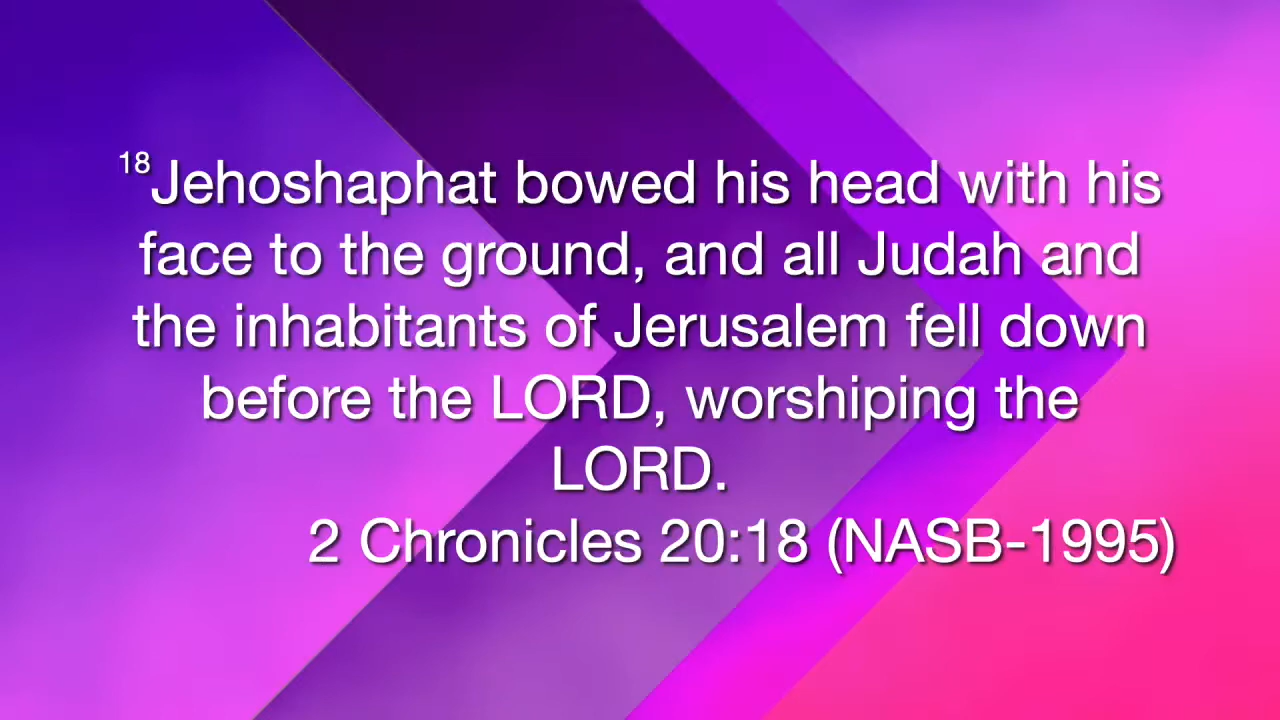 18Jehoshaphat bowed his head with his
face to the ground, and all Judah and
the inhabitants of Jerusalem fell down
before the LORD, worshiping the
LORD.
2 Chronicles 20:18 (NASB-1995)